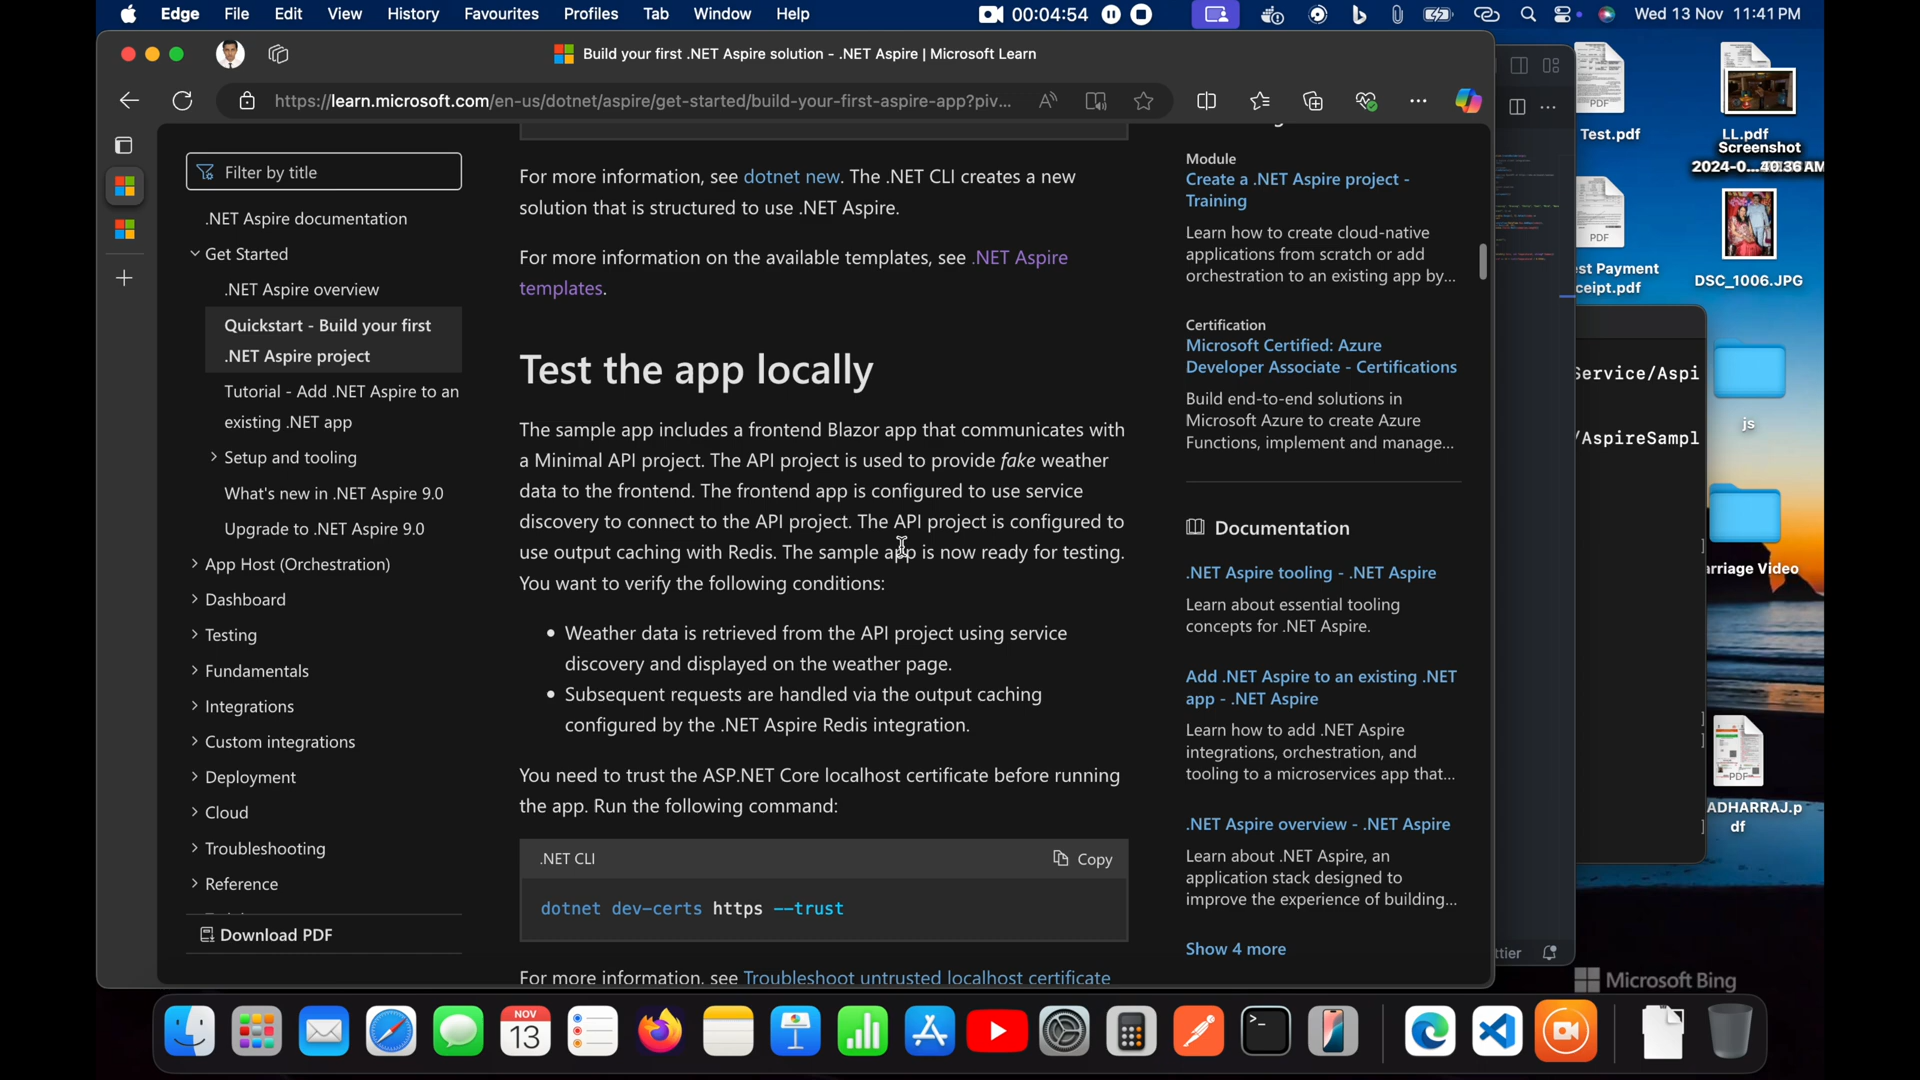 Edge File Edit View History Favourites Profiles Tab Window Help 00:04:54 Wed 13 Nov 11:41 PM
Build your first .NET Aspire solution - .NET Aspire | Microsoft Learn
https://learn.microsoft.com/en-us/dotnet/aspire/get-started/build-your-first-aspire-app?piv...
Filter by title
.NET Aspire documentation
Get Started
.NET Aspire overview
Quickstart - Build your first
.NET Aspire project
Tutorial - Add .NET Aspire to an
existing .NET app
Setup and tooling
What's new in .NET Aspire 9.0
Upgrade to .NET Aspire 9.0
App Host (Orchestration)
Dashboard
Testing
Fundamentals
Integrations
Custom integrations
Deployment
Cloud
Troubleshooting
Reference
Download PDF
For more information, see dotnet new. The .NET CLI creates a new
solution that is structured to use .NET Aspire.
For more information on the available templates, see .NET Aspire
templates.
Test the app locally
The sample app includes a frontend Blazor app that communicates with
a Minimal API project. The API project is used to provide fake weather
data to the frontend. The frontend app is configured to use service
discovery to connect to the API project. The API project is configured to
use output caching with Redis. The sample app is now ready for testing.
You want to verify the following conditions:
• Weather data is retrieved from the API project using service
discovery and displayed on the weather page.
• Subsequent requests are handled via the output caching
configured by the .NET Aspire Redis integration.
You need to trust the ASP.NET Core localhost certificate before running
the app. Run the following command:
.NET CLI
Copy
dotnet dev-certs https --trust
For more information, see Troubleshoot untrusted localhost certificate
Module
Create a .NET Aspire project -
Training
Learn how to create cloud-native
applications from scratch or add
orchestration to an existing app by...
Certification
Microsoft Certified: Azure
Developer Associate - Certifications
Build end-to-end solutions in
Microsoft Azure to create Azure
Functions, implement and manage...
Documentation
.NET Aspire tooling - .NET Aspire
Learn about essential tooling
concepts for .NET Aspire.
Add .NET Aspire to an existing .NET
app - .NET Aspire
Learn how to add .NET Aspire
integrations, orchestration, and
tooling to a microservices app that...
.NET Aspire overview - .NET Aspire
Learn about .NET Aspire, an
application stack designed to
improve the experience of building...
Show 4 more
PDF
Test.pdf
LL.pdf
Screenshot
2024-0...
PDF
st Payment
ceipt.pdf
DSC_1006.JPG
Service/Aspi
/AspireSampl
js
rriage Video
PDF
ADHARRAJ.p
df
ttier
Microsoft Bing
NOV
13